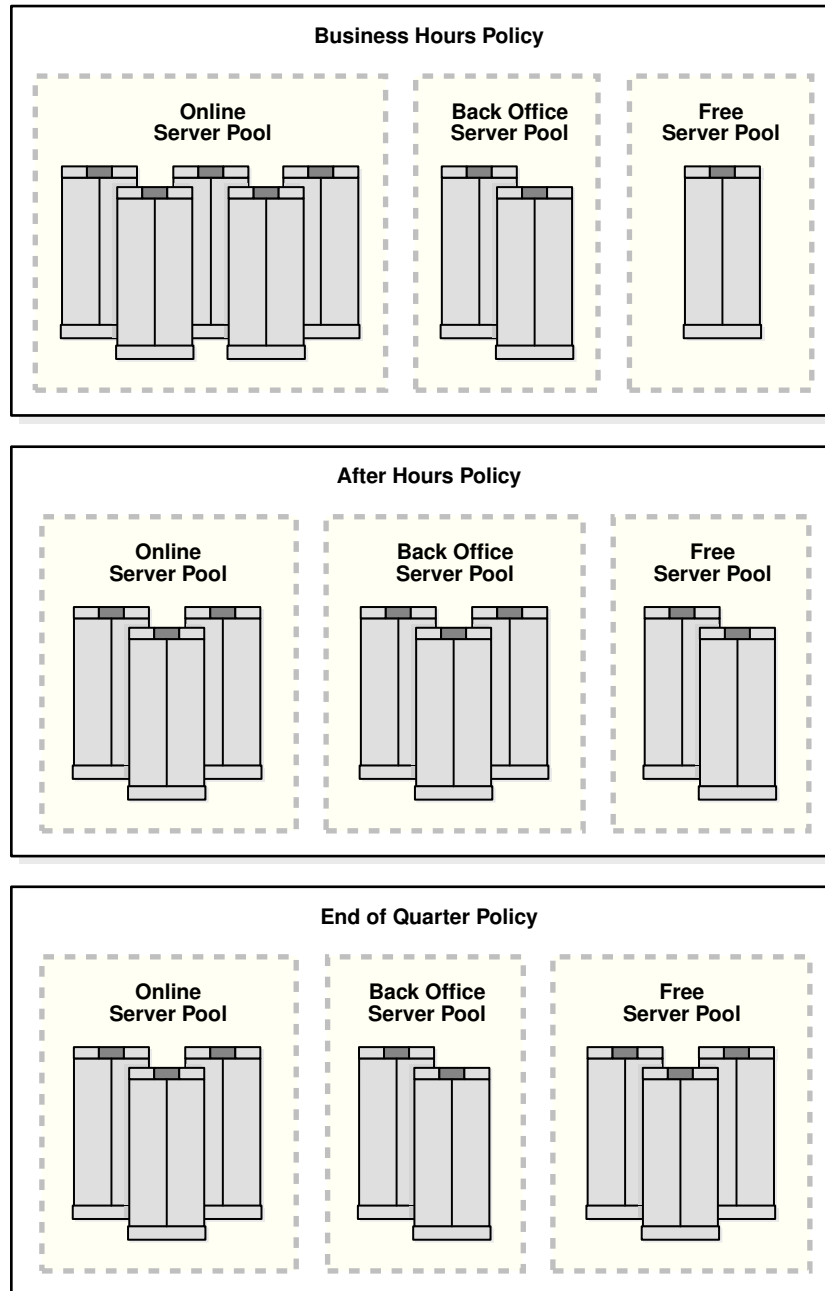 Business Hours Policy
Online
Server Pool
Back Office
Server Pool
Free
Server Pool
After Hours Policy
Online
Server Pool
Back Office
Server Pool
Free
Server Pool
End of Quarter Policy
Online
Server Pool
Back Office
Server Pool
Free
Server Pool